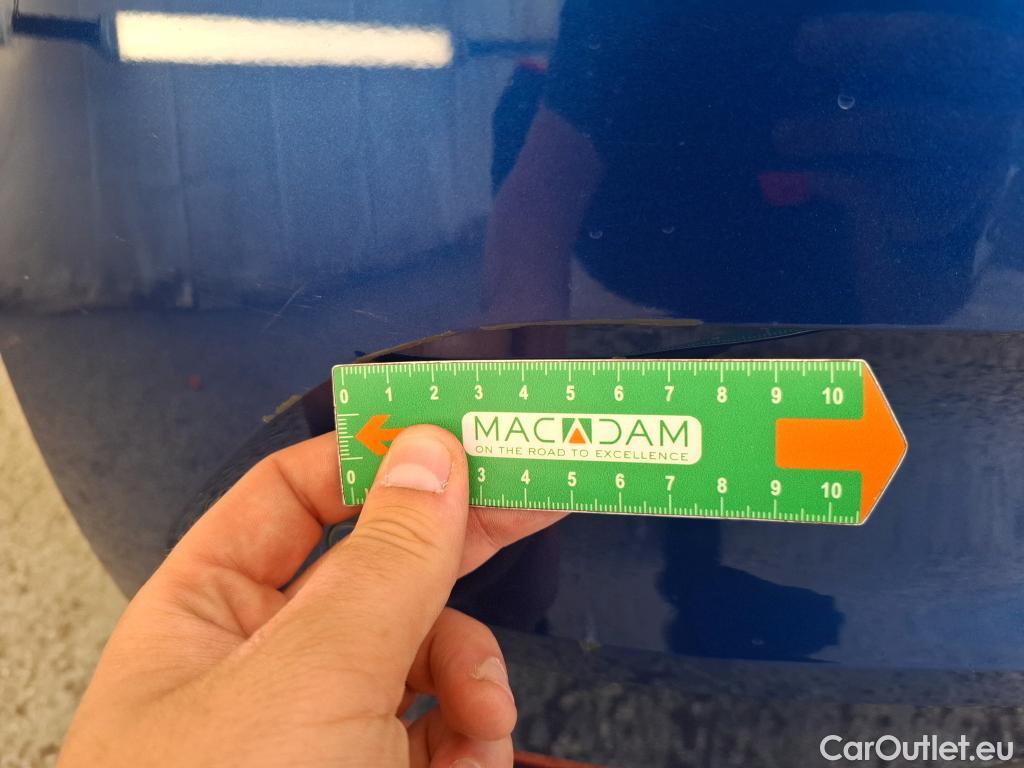 0 1 2 3 4 5 6 7 8 9 10
MACADAM
ON THE ROAD TO EXCELLENCE
0 3 4 5 6 7 8 9 10
CarOutlet.eu